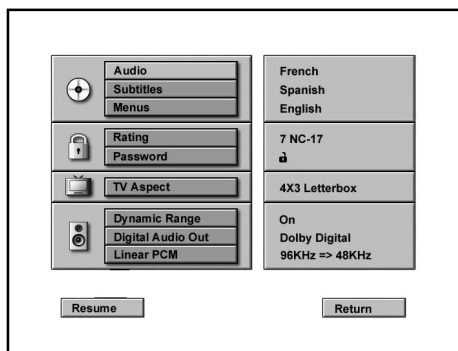 Audio French
Subtitles Spanish
Menus English
Rating 7 NC-17
Password
TV Aspect 4X3 Letterbox
Dynamic Range On
Digital Audio Out Dolby Digital
Linear PCM 96KHz => 48KHz
Resume Return